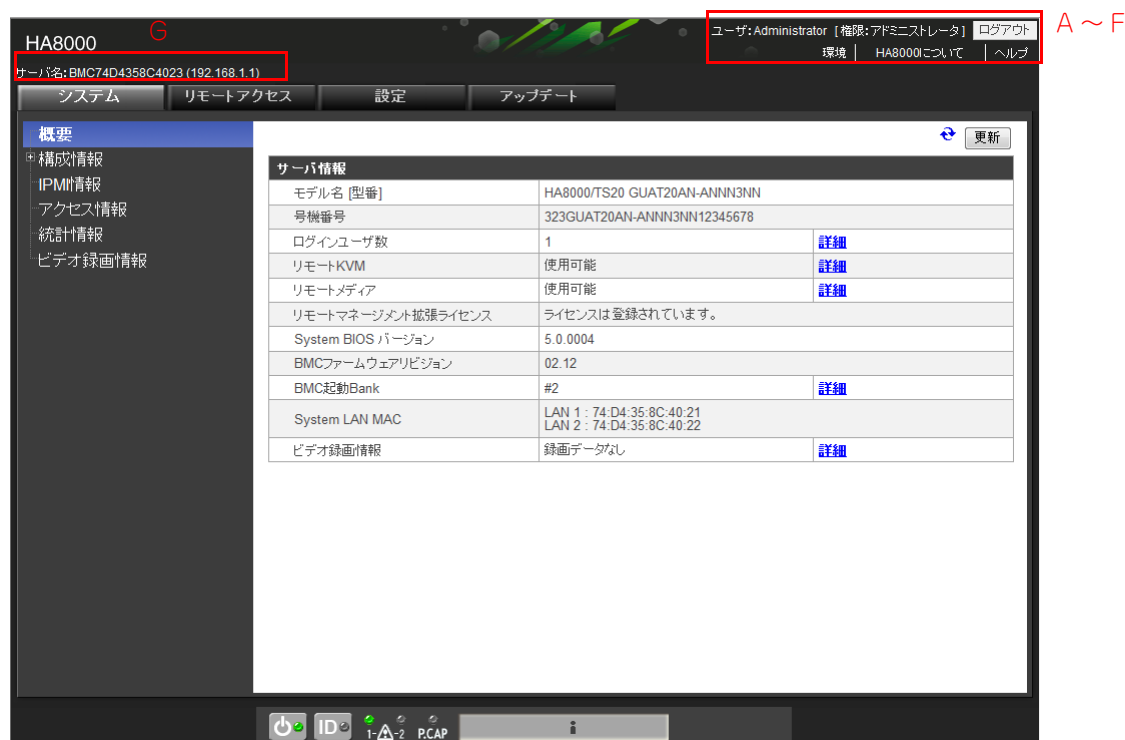 G
A～F
HA8000
ユーザ:Administrator [権限:アドミニストレータ] ログアウト
環境 | HA8000について | ヘルプ
サーバ名:BMC74D4358C4023 (192.168.1.1)
システム リモートアクセス 設定 アップデート
概要
構成情報
IPMI情報
アクセス情報
統計情報
ビデオ録画情報
更新
サーバ情報
モデル名 [型番] HA8000/TS20 GUAT20AN-ANNN3NN
号機番号 323GUAT20AN-ANNN3NN12345678
ログインユーザ数 1 詳細
リモートKVM 使用可能 詳細
リモートメディア 使用可能 詳細
リモートマネージメント拡張ライセンス ライセンスは登録されています。
System BIOS バージョン 5.0.0004
BMCファームウェアリビジョン 02.12
BMC起動Bank #2 詳細
System LAN MAC LAN 1 : 74:D4:35:8C:40:21
LAN 2 : 74:D4:35:8C:40:22
ビデオ録画情報 録画データなし 詳細
ID 1-2 P.CAP i